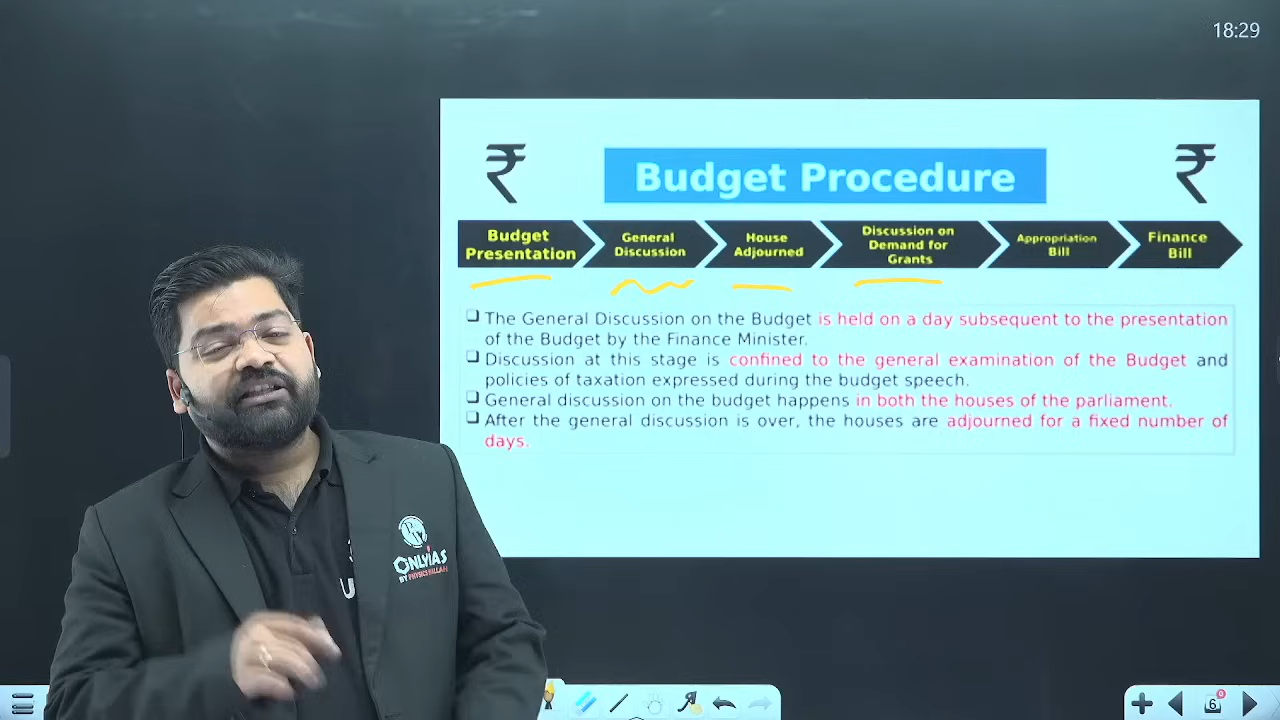 18:29
₹ Budget Procedure ₹
Budget
Presentation
General
Discussion
House
Adjourned
Discussion on
Demand for
Grants
Appropriation
Bill
Finance
Bill
❑ The General Discussion on the Budget is held on a day subsequent to the presentation
of the Budget by the Finance Minister.
❑ Discussion at this stage is confined to the general examination of the Budget and
policies of taxation expressed during the budget speech.
❑ General discussion on the budget happens in both the houses of the parliament.
❑ After the general discussion is over, the houses are adjourned for a fixed number of
days.
ONLYIAS
BY PHYSICS WALLAH
U
6